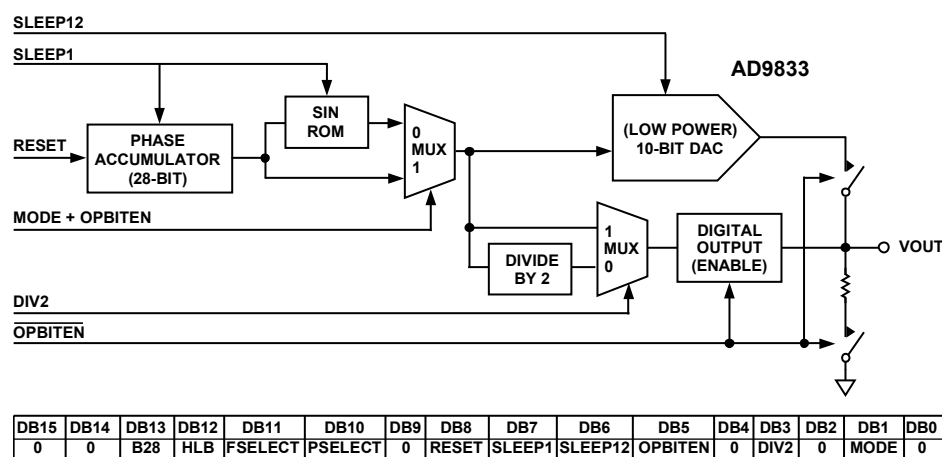 SLEEP12
SLEEP1
AD9833
SIN
ROM
(LOW POWER)
10-BIT DAC
0
MUX
1
RESET
PHASE
ACCUMULATOR
(28-BIT)
MODE + OPBITEN
1
MUX
0
DIGITAL
OUTPUT
(ENABLE)
VOUT
DIVIDE
BY 2
DIV2
OPBITEN
DB15 DB14 DB13 DB12 DB11 DB10 DB9 DB8 DB7 DB6 DB5 DB4 DB3 DB2 DB1 DB0
0 0 B28 HLB FSELECT PSELECT 0 RESET SLEEP1 SLEEP12 OPBITEN 0 DIV2 0 MODE 0